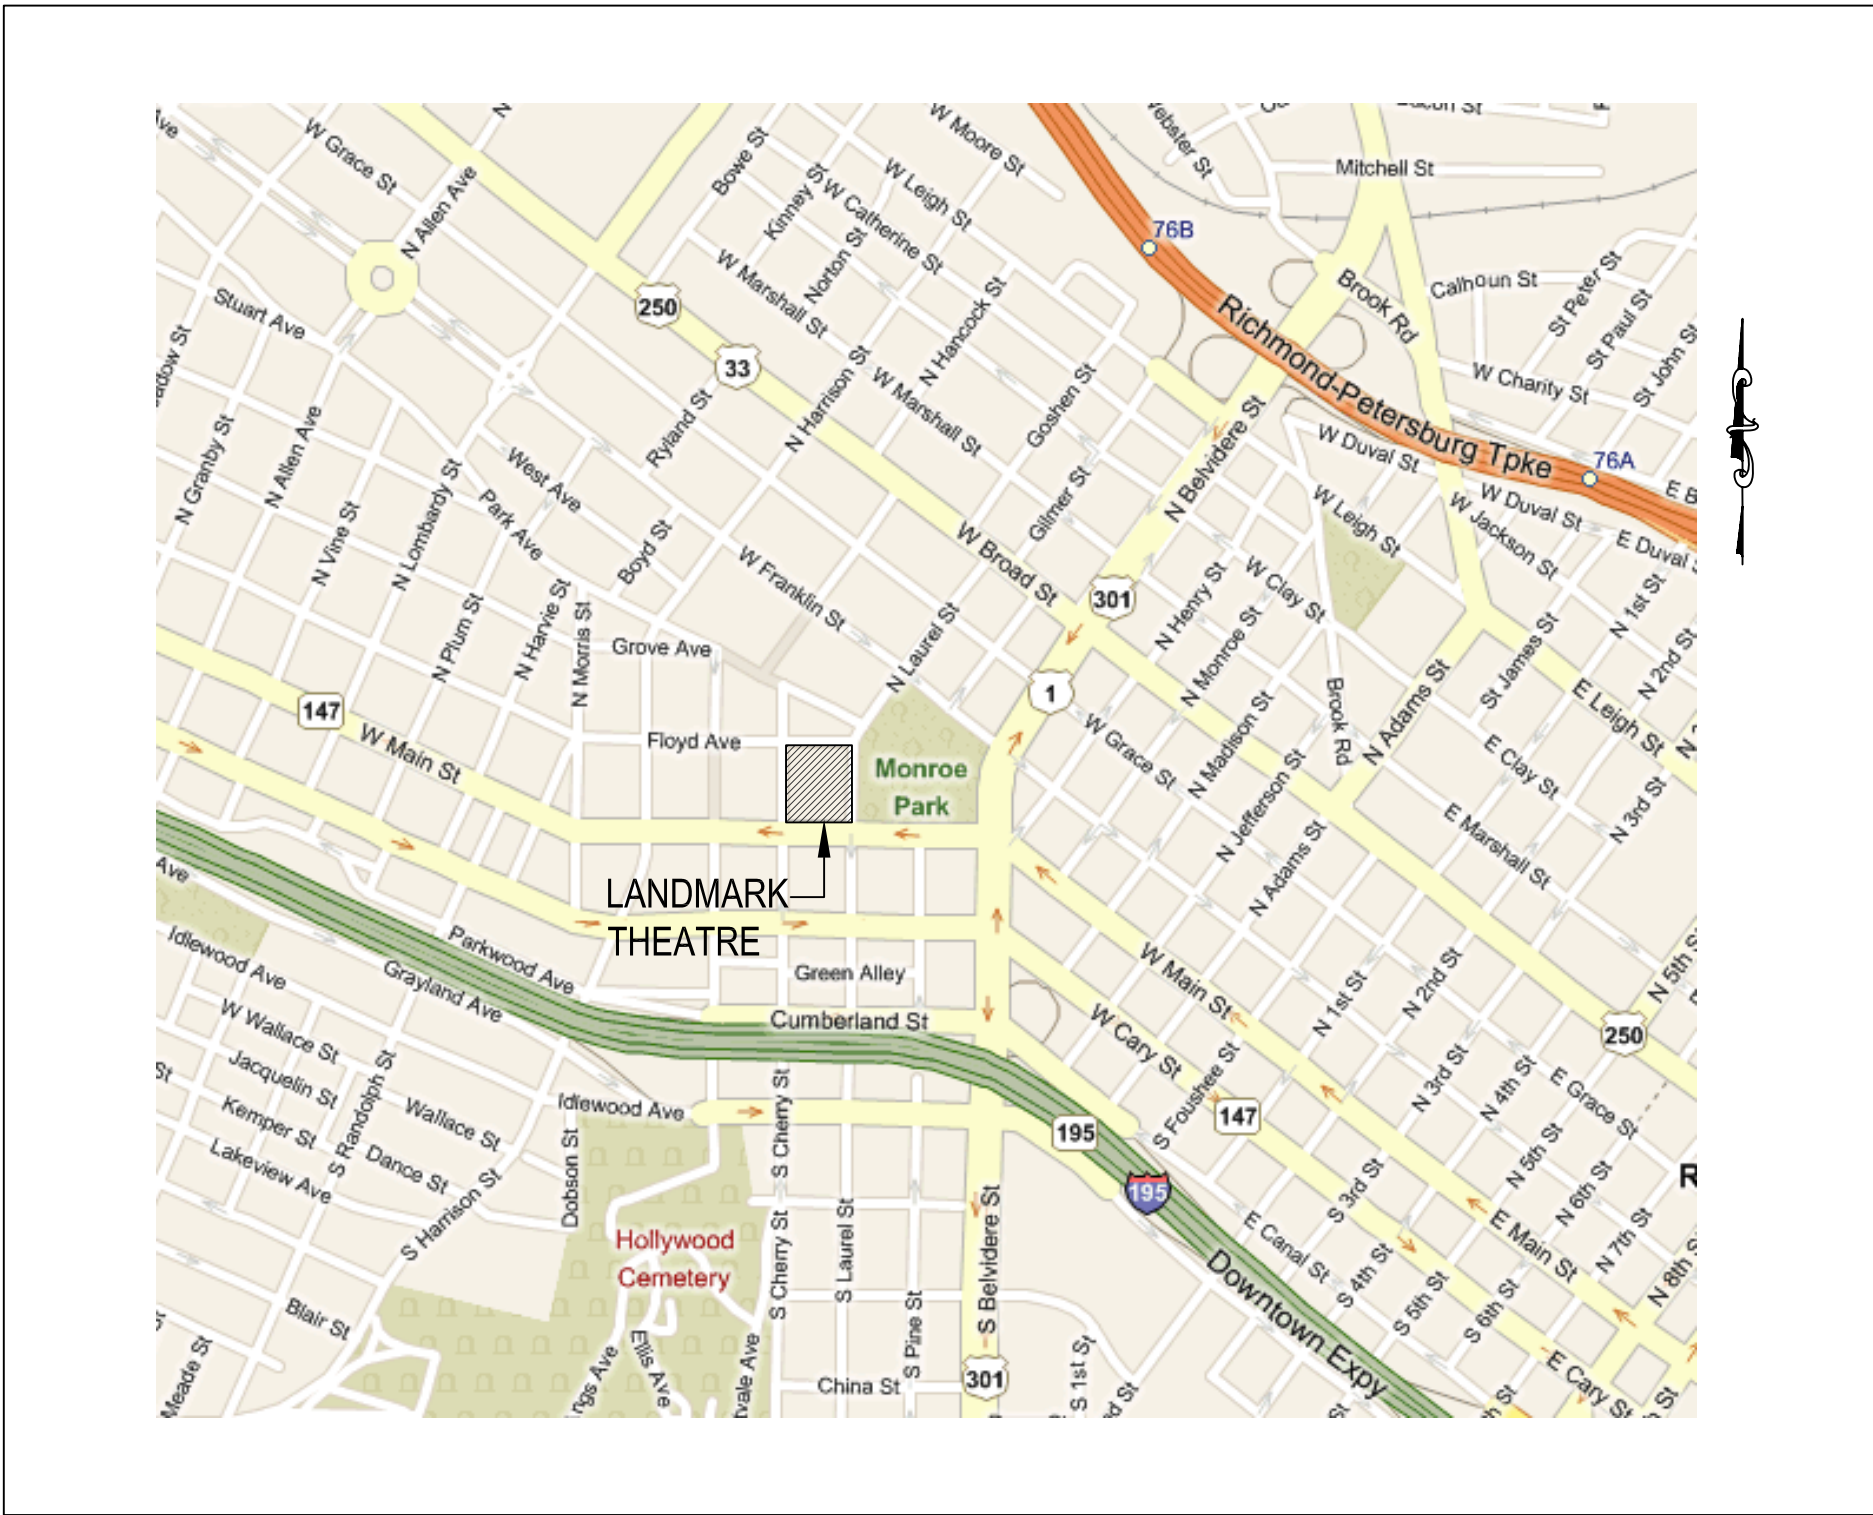 W Grace St
N Allen Ave
Bowe St
Kinney St
W Moore St
W Leigh St
W Catherine St
Norton St
W Marshall St
Mitchell St
76B
Brook Rd
Calhoun St
St Peter St
St Paul St
St John St
Stuart Ave
250
33
N Hancock St
Richmond-Petersburg Tpke
W Charity St
N Harrison St
W Marshall St
Goshen St
Ryland St
N Belvidere St
W Duval St
76A
N Granby St
N Allen Ave
West Ave
Park Ave
N Lombardy St
N Vine St
Boyd St
Gilmer St
W Broad St
W Leigh St
W Duval St
W Jackson St
E Duval
W Franklin St
301
W Clay St
N Henry St
N Monroe St
N 1st St
N 2nd St
St James St
N Plum St
N Harvie St
N Morris St
Grove Ave
N Laurel St
1
Brook Rd
N Adams St
E Leigh St
147
W Main St
Floyd Ave
Monroe
Park
W Grace St
N Madison St
N Jefferson St
E Clay St
N 3rd St
E Marshall St
N Adams St
LANDMARK
THEATRE
Idlewood Ave
Parkwood Ave
Grayland Ave
Green Alley
Cumberland St
W Main St
W Cary St
N 1st St
N 2nd St
N 5th St
250
W Wallace St
Jacquelin St
Kemper St
Lakeview Ave
S Randolph St
Wallace St
Dance St
S Harrison St
Idlewood Ave
Dobson St
S Cherry St
195
S Foushee St
147
N 3rd St
N 4th St
E Grace St
N 5th St
N 6th St
N 7th St
N 8th St
195
Hollywood
Cemetery
S Cherry St
S Laurel St
S Pine St
S Belvidere St
E Canal St
S 3rd St
S 4th St
S 5th St
S 6th St
E Main St
Downtown Expy
Blair St
Meade St
Ellis Ave
China St
301
S 1st St
E Cary St